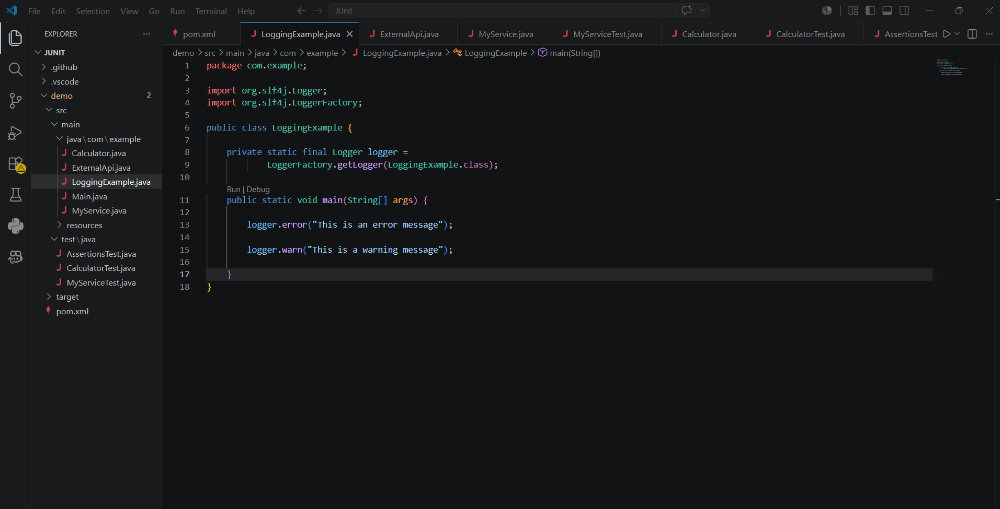 File Edit Selection View Go Run Terminal Help
JUnit
EXPLORER
JUNIT
.github
.vscode
demo 2
src
main
java\com\example
Calculator.java
ExternalApi.java
LoggingExample.java
Main.java
MyService.java
resources
test\java
AssertionsTest.java
CalculatorTest.java
MyServiceTest.java
target
pom.xml
pom.xml LoggingExample.java ExternalApi.java MyService.java MyServiceTest.java Calculator.java CalculatorTest.java AssertionsTest
demo > src > main > java > com > example > LoggingExample.java > LoggingExample > main(String[])
1 package com.example;
2
3 import org.slf4j.Logger;
4 import org.slf4j.LoggerFactory;
5
6 public class LoggingExample {
7
8 private static final Logger logger =
9 LoggerFactory.getLogger(LoggingExample.class);
10
Run | Debug
11 public static void main(String[] args) {
12
13 logger.error("This is an error message");
14
15 logger.warn("This is a warning message");
16
17 }
18 }